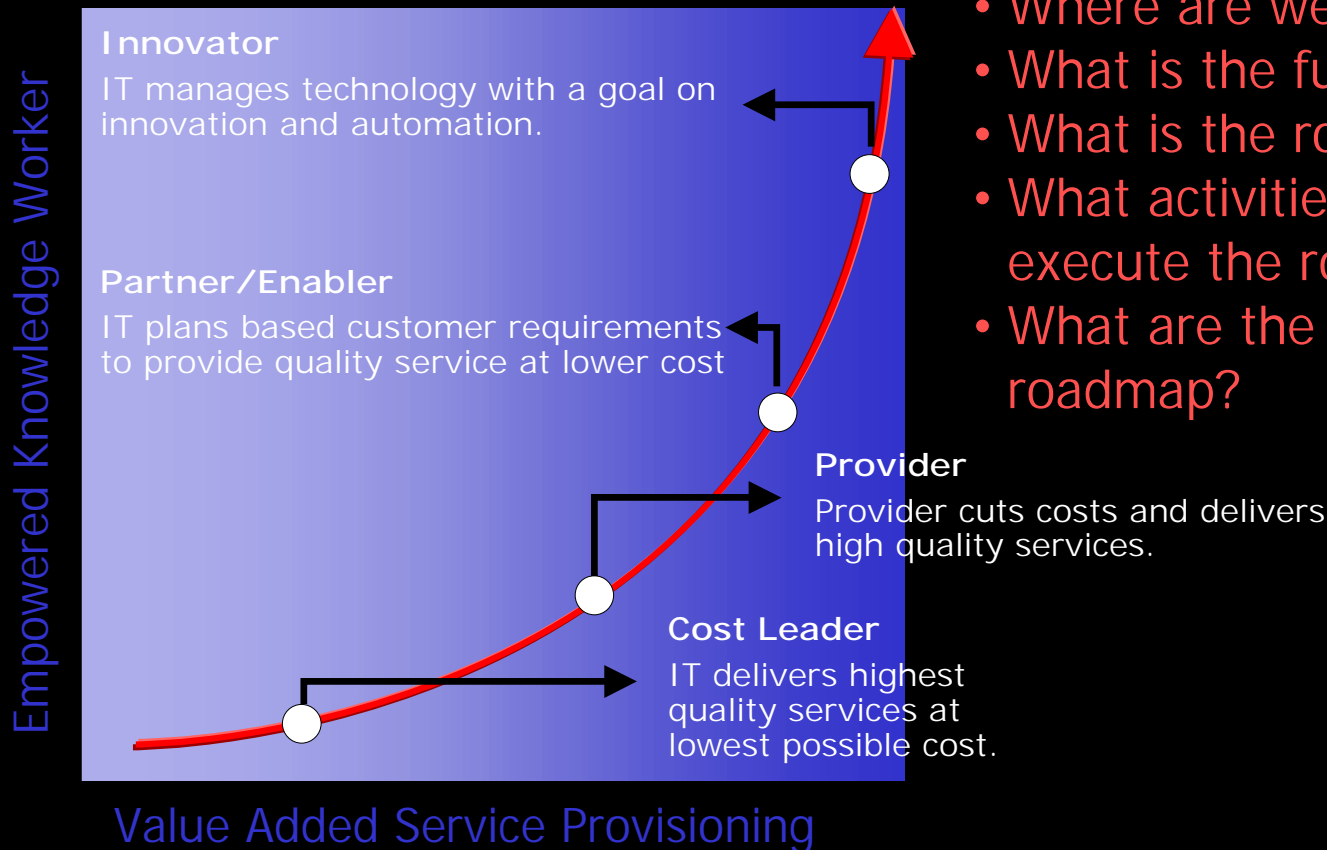 Empowered Knowledge Worker
Innovator
IT manages technology with a goal on
innovation and automation.
Partner/Enabler
IT plans based customer requirements
to provide quality service at lower cost
Provider
Provider cuts costs and delivers
high quality services.
Cost Leader
IT delivers highest
quality services at
lowest possible cost.
Value Added Service Provisioning
• Where are we
• What is the
• What is the
• What
execute the
• What are the
roadmap?